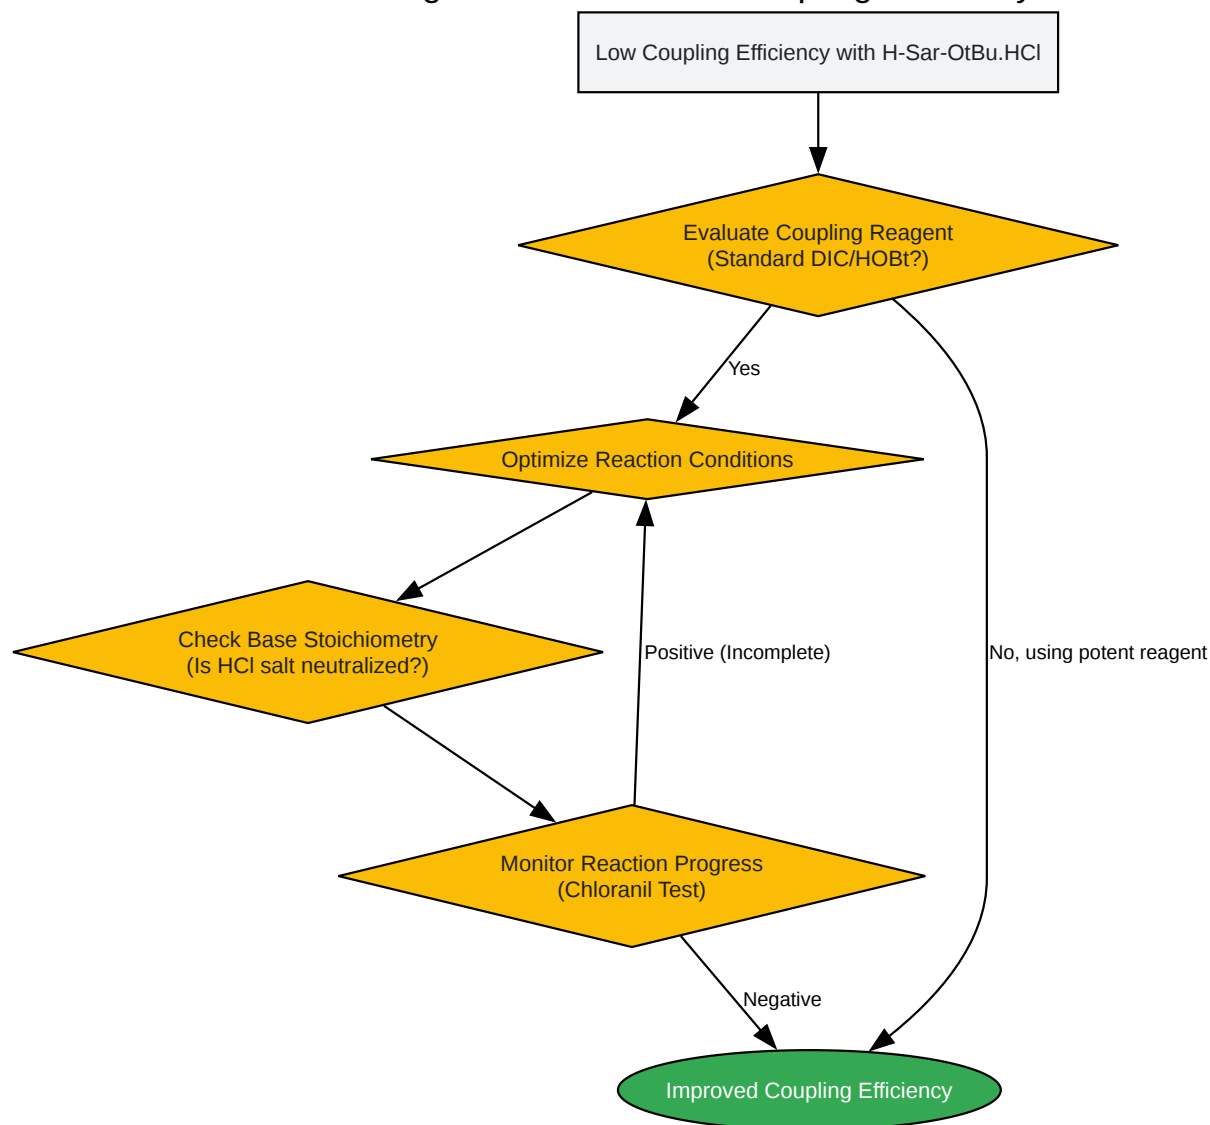 Low Coupling Efficiency with H-Sar-OtBu.HCl
Evaluate Coupling Reagent
(Standard DIC/HOBt?)
Yes
Optimize Reaction Conditions
Check Base Stoichiometry
(Is HCl salt neutralized?)
Positive (Incomplete)
No, using potent reagent
Monitor Reaction Progress
(Chloranil Test)
Negative
Improved Coupling Efficiency